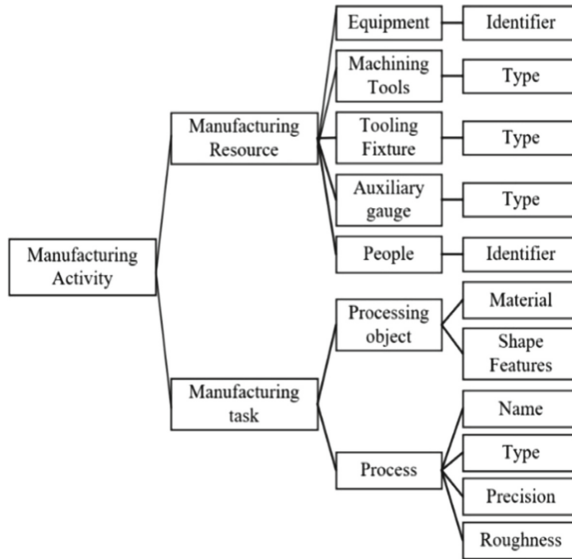 Equipment
Identifier
Machining
Tools
Type
Manufacturing
Resource
Tooling
Fixture
Type
Auxiliary
gauge
Type
Manufacturing
Activity
People
Identifier
Processing
object
Material
Shape
Features
Manufacturing
task
Name
Process
Type
Precision
Roughness